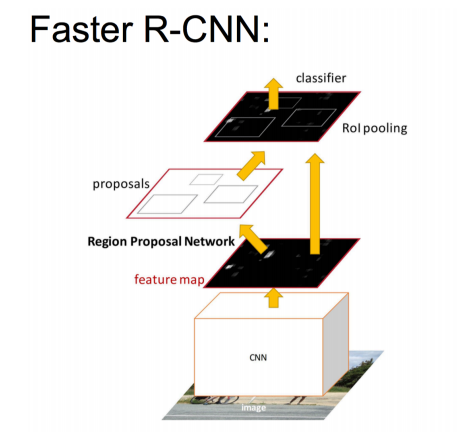 Faster R-CNN:
classifier
RoI pooling
proposals
Region Proposal Network
feature map
CNN
image